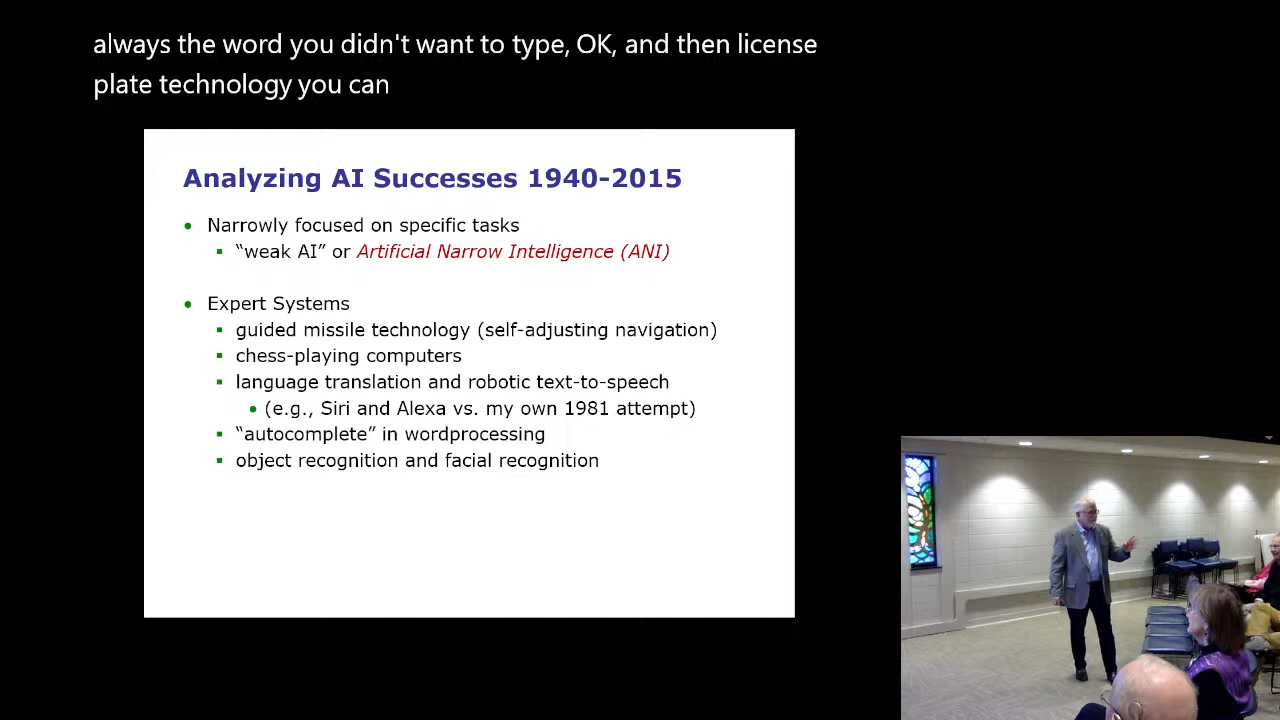 always the word you didn't want to type, OK, and then license
plate technology you can
Analyzing AI Successes 1940-2015
• Narrowly focused on specific tasks
▪ “weak AI” or Artificial Narrow Intelligence (ANI)
• Expert Systems
▪ guided missile technology (self-adjusting navigation)
▪ chess-playing computers
▪ language translation and robotic text-to-speech
• (e.g., Siri and Alexa vs. my own 1981 attempt)
▪ “autocomplete” in wordprocessing
▪ object recognition and facial recognition